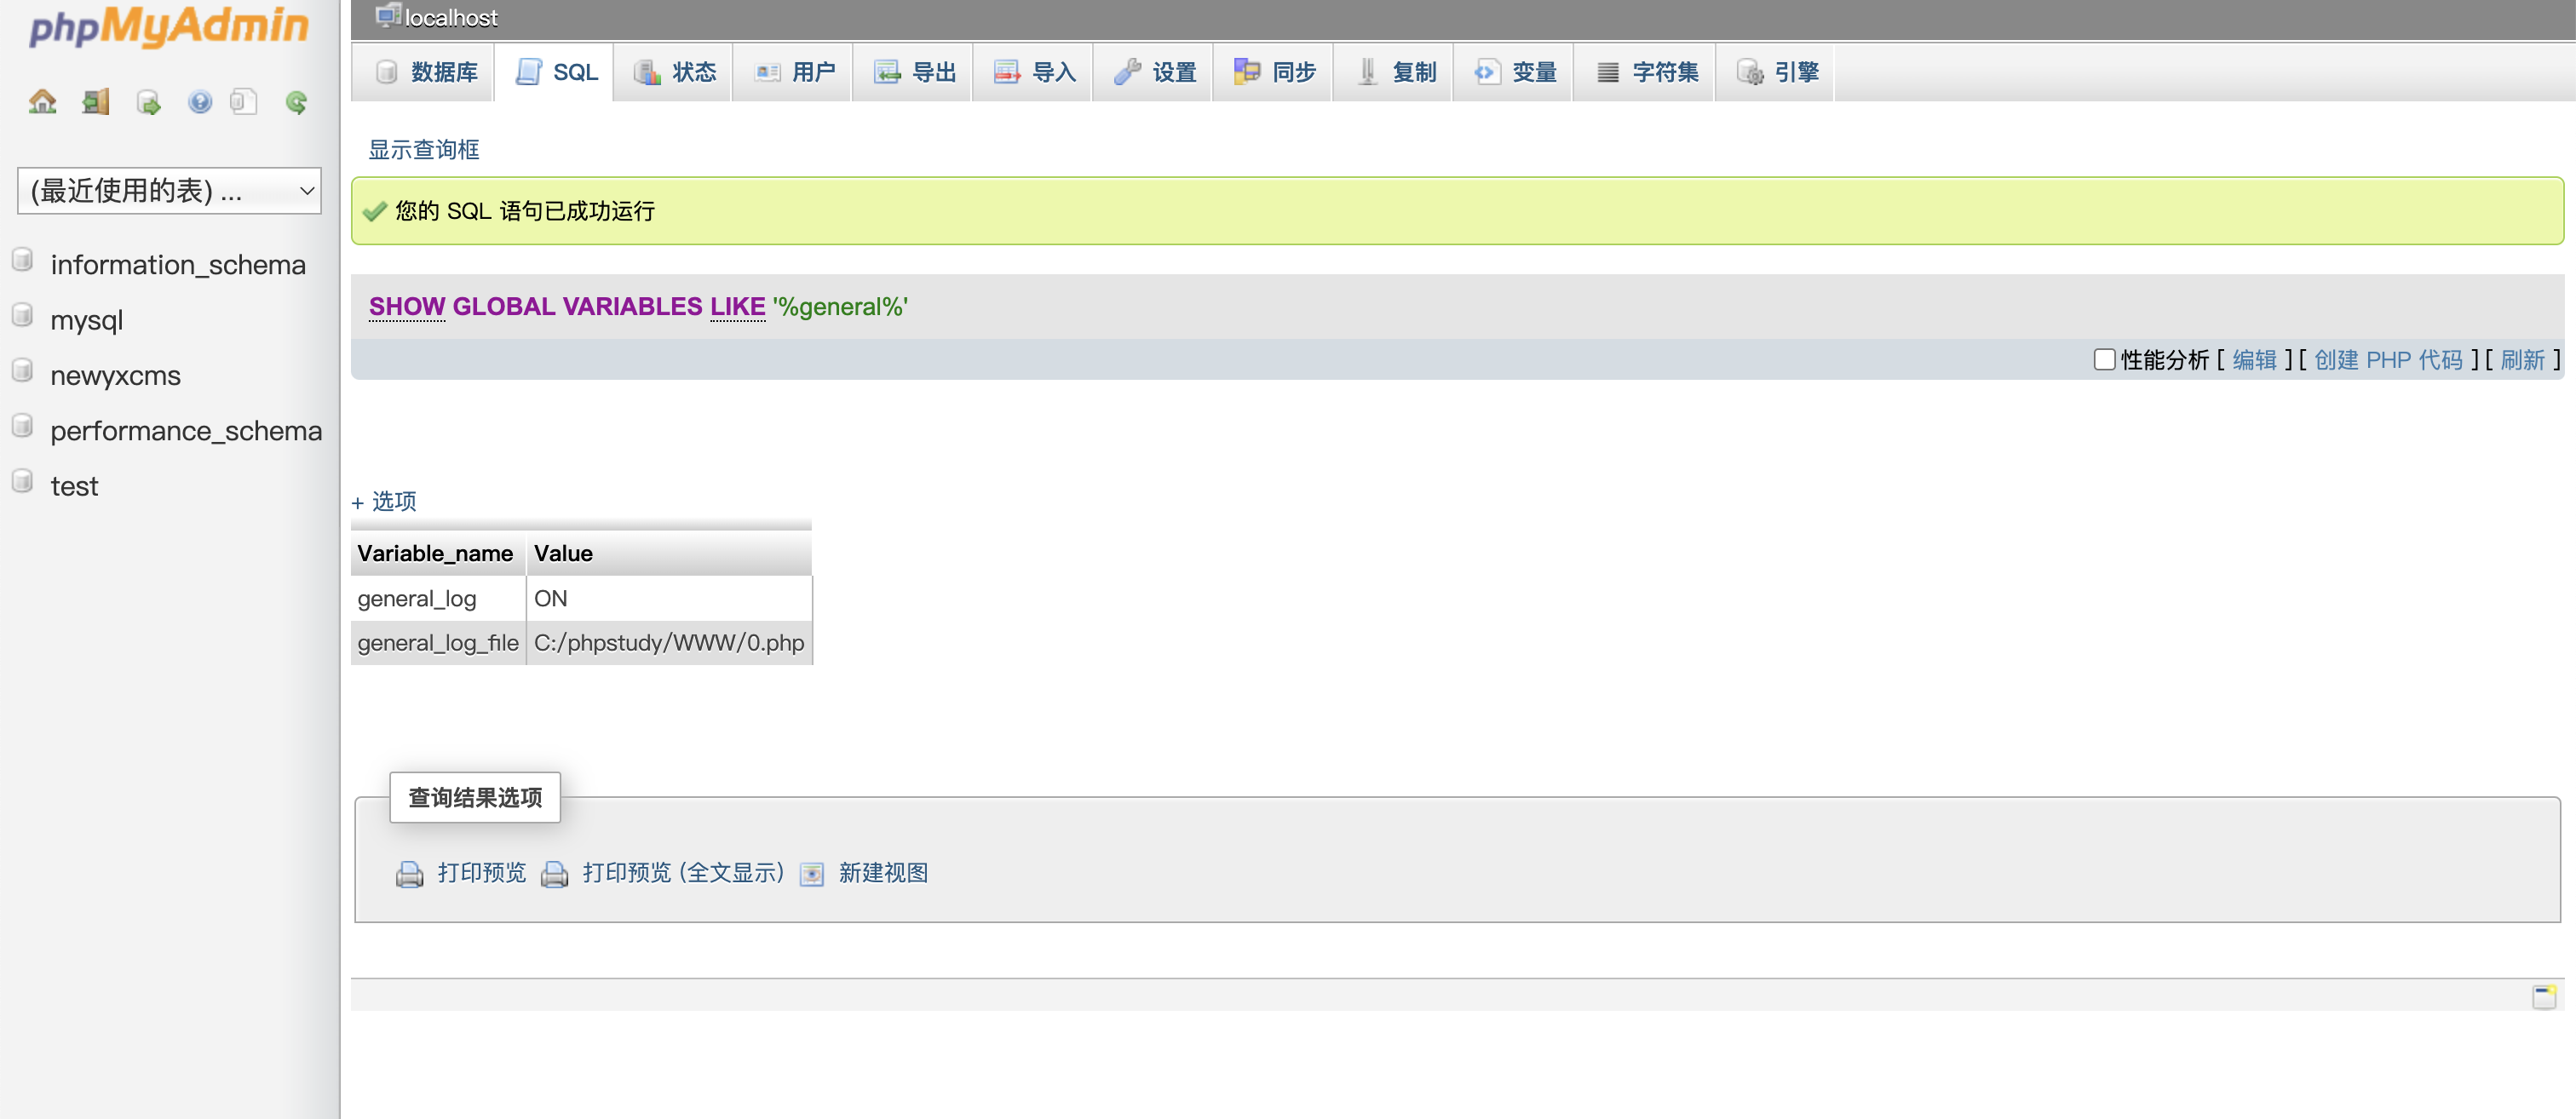 phpMyAdmin
(最近使用的表) ...
information_schema
mysql
newyxcms
performance_schema
test
localhost
数据库 SQL 状态 用户 导出 导入 设置 同步 复制 变量 字符集 引擎
显示查询框
您的 SQL 语句已成功运行
SHOW GLOBAL VARIABLES LIKE '%general%'
性能分析 [ 编辑 ] [ 创建 PHP 代码 ] [ 刷新 ]
+ 选项
Variable_name Value
general_log ON
general_log_file C:/phpstudy/WWW/0.php
查询结果选项
打印预览 打印预览 (全文显示) 新建视图